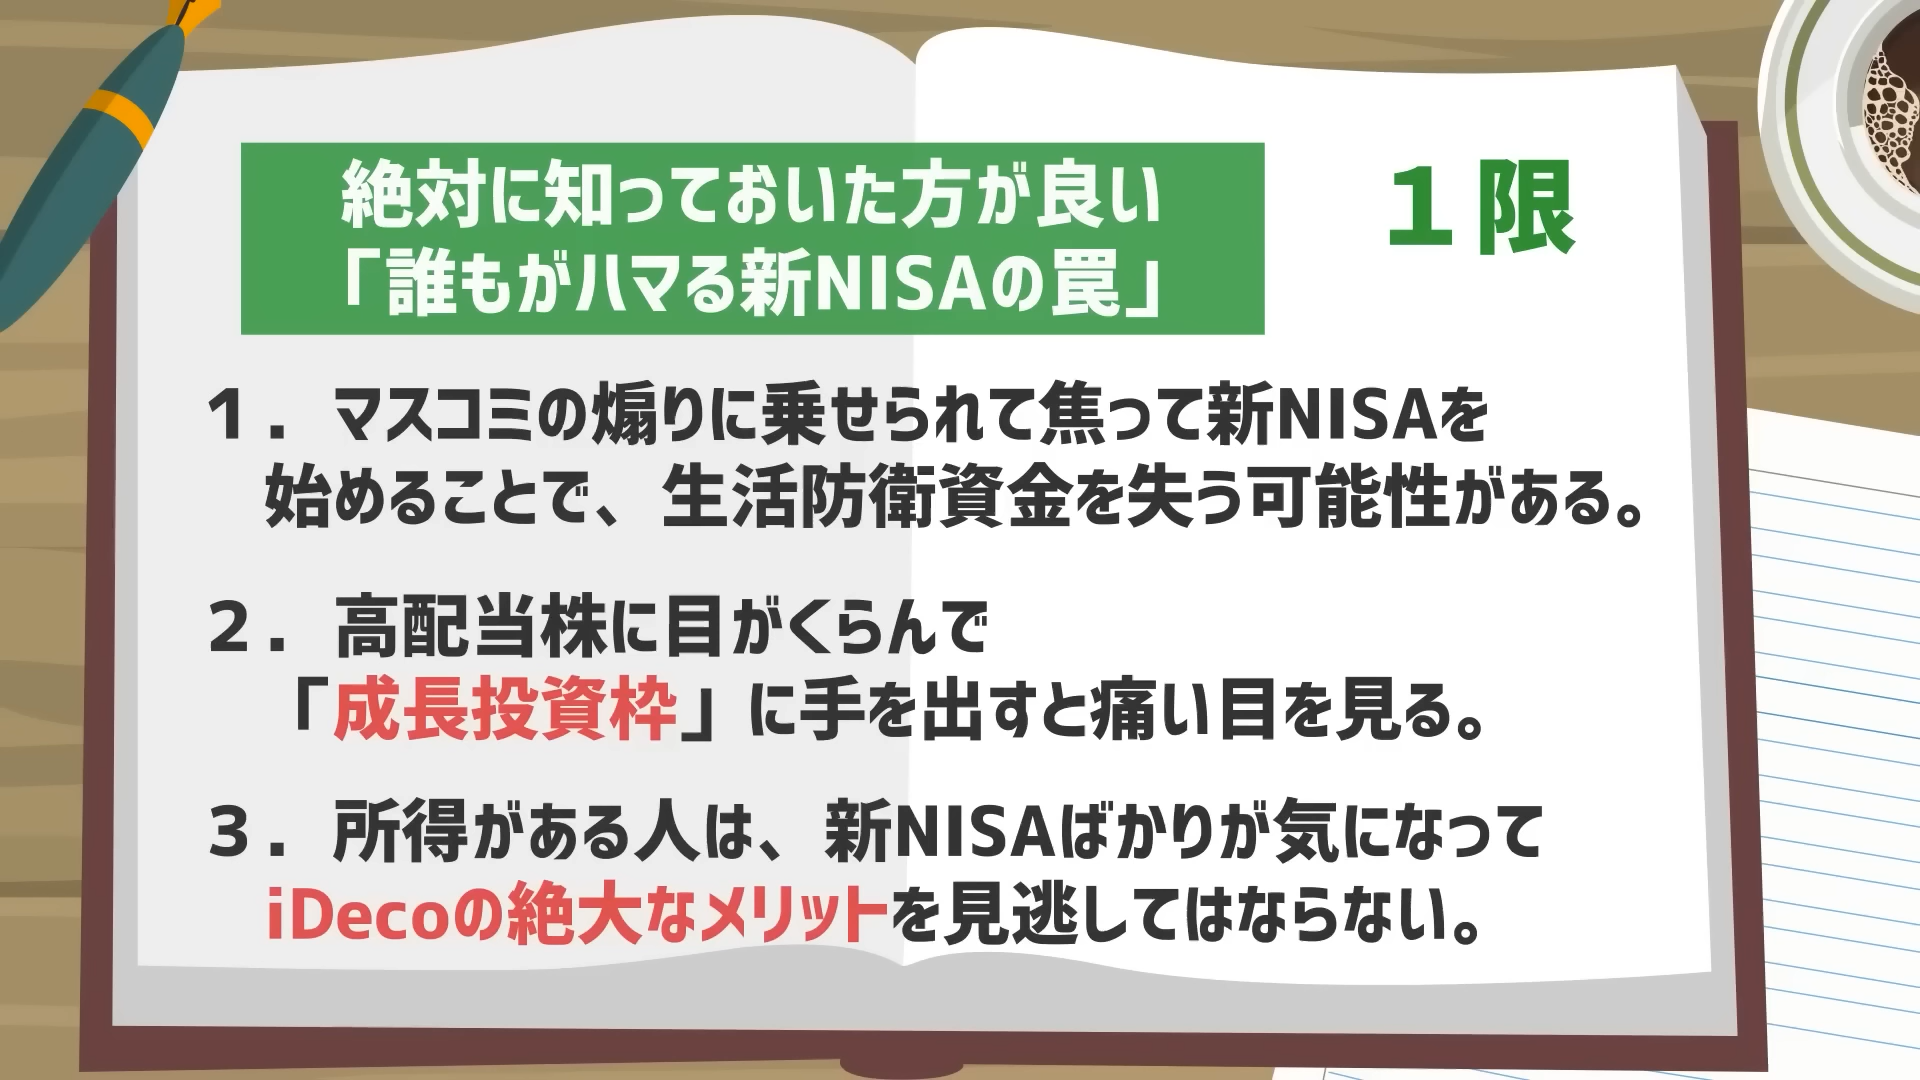 絶対に知っておいた方が良い
「誰もがハマる新NISAの罠」
１限
１．マスコミの煽りに乗せられて焦って新NISAを
始めることで、生活防衛資金を失う可能性がある。
２．高配当株に目がくらんで
「成長投資枠」に手を出すと痛い目を見る。
３．所得がある人は、新NISAばかりが気になって
iDecoの絶大なメリットを見逃してはならない。